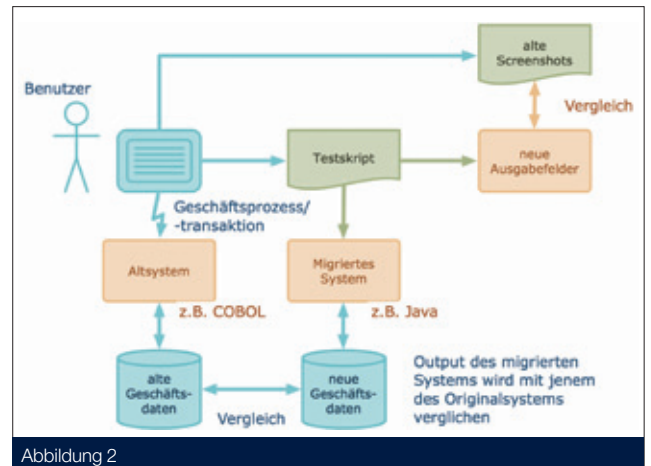 alte
Screenshots
Benutzer
Vergleich
Testskript
neue
Ausgabefelder
Geschäftsprozess/
-transaktion
Altsystem
Migriertes
System
z.B. COBOL
z.B. Java
alte
Geschäfts-
daten
Vergleich
neue
Geschäfts-
daten
Output des migrierten
Systems wird mit jenem
des Originalsystems
verglichen
Abbildung 2